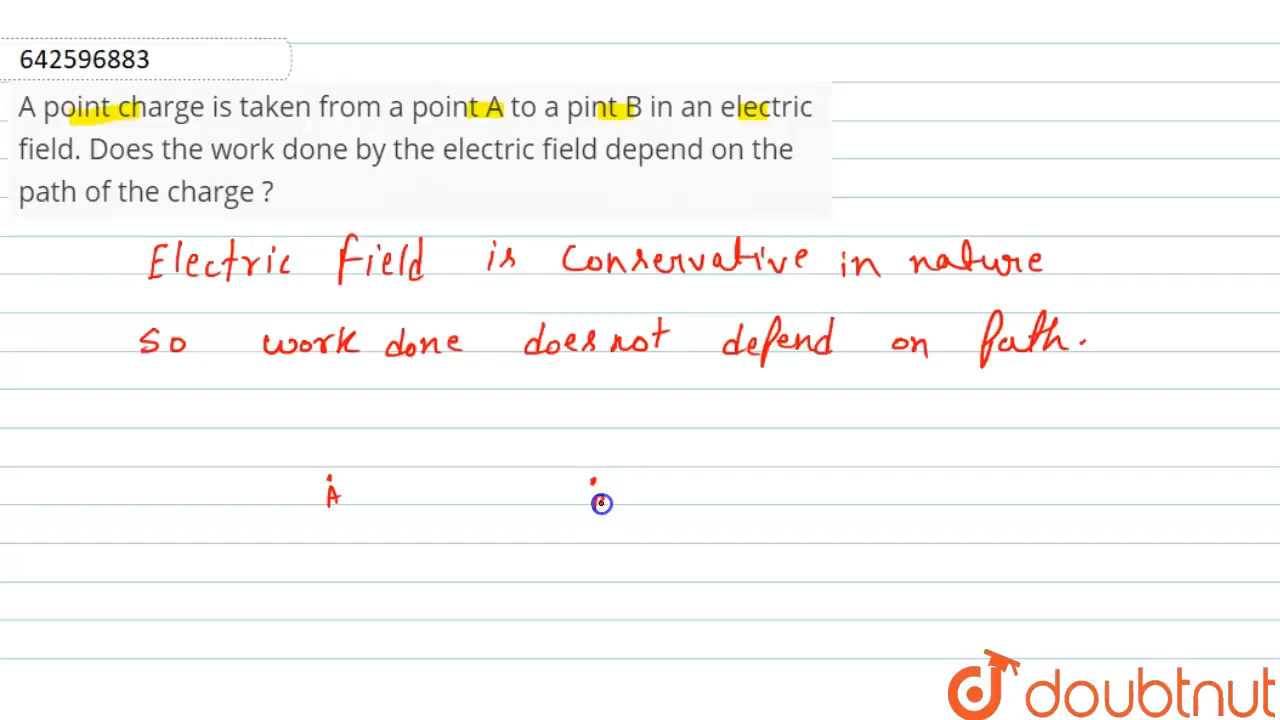 642596883
A point charge is taken from a point A to a pint B in an electric
field. Does the work done by the electric field depend on the
path of the charge ?
Electric field is conservative in nature
so work done does not depend on Path.
A
doubtnut